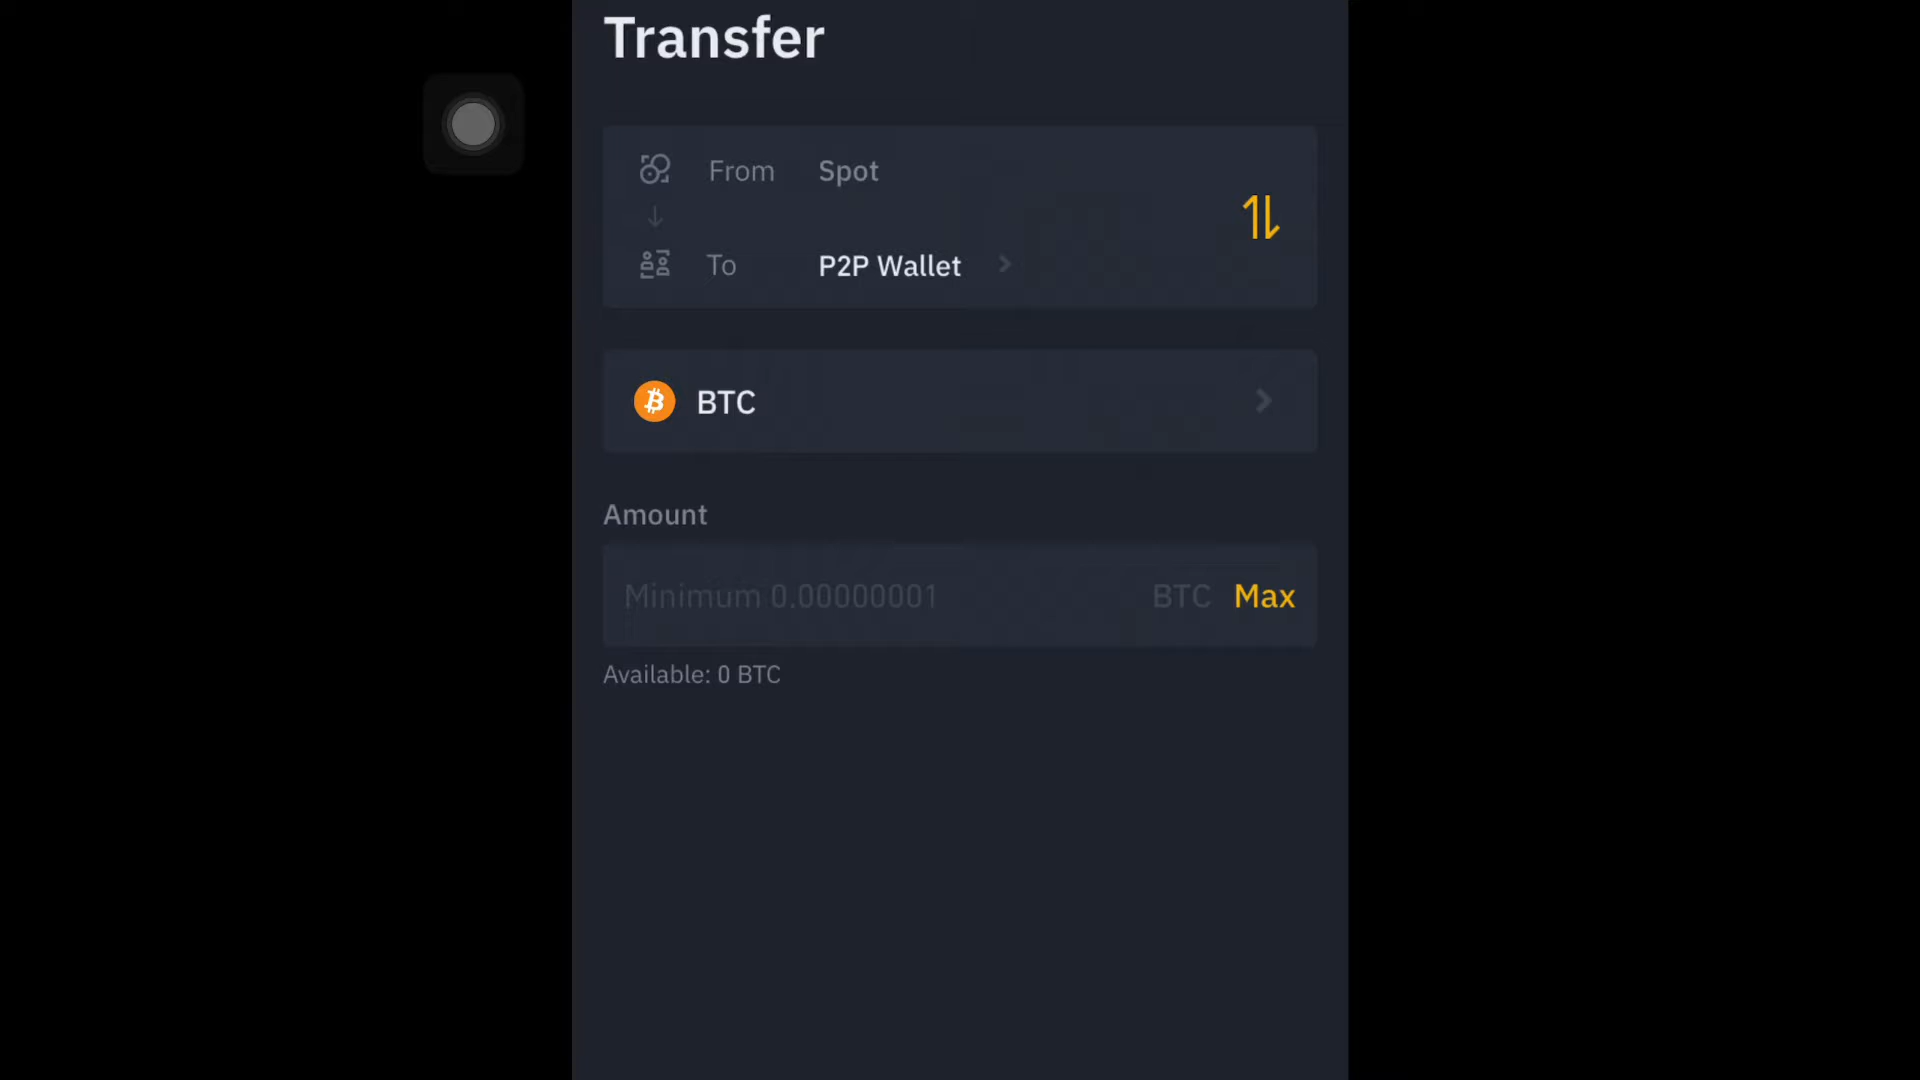 Transfer
From Spot
To P2P Wallet
BTC
Amount
Minimum 0.00000001 BTC Max
Available: 0 BTC